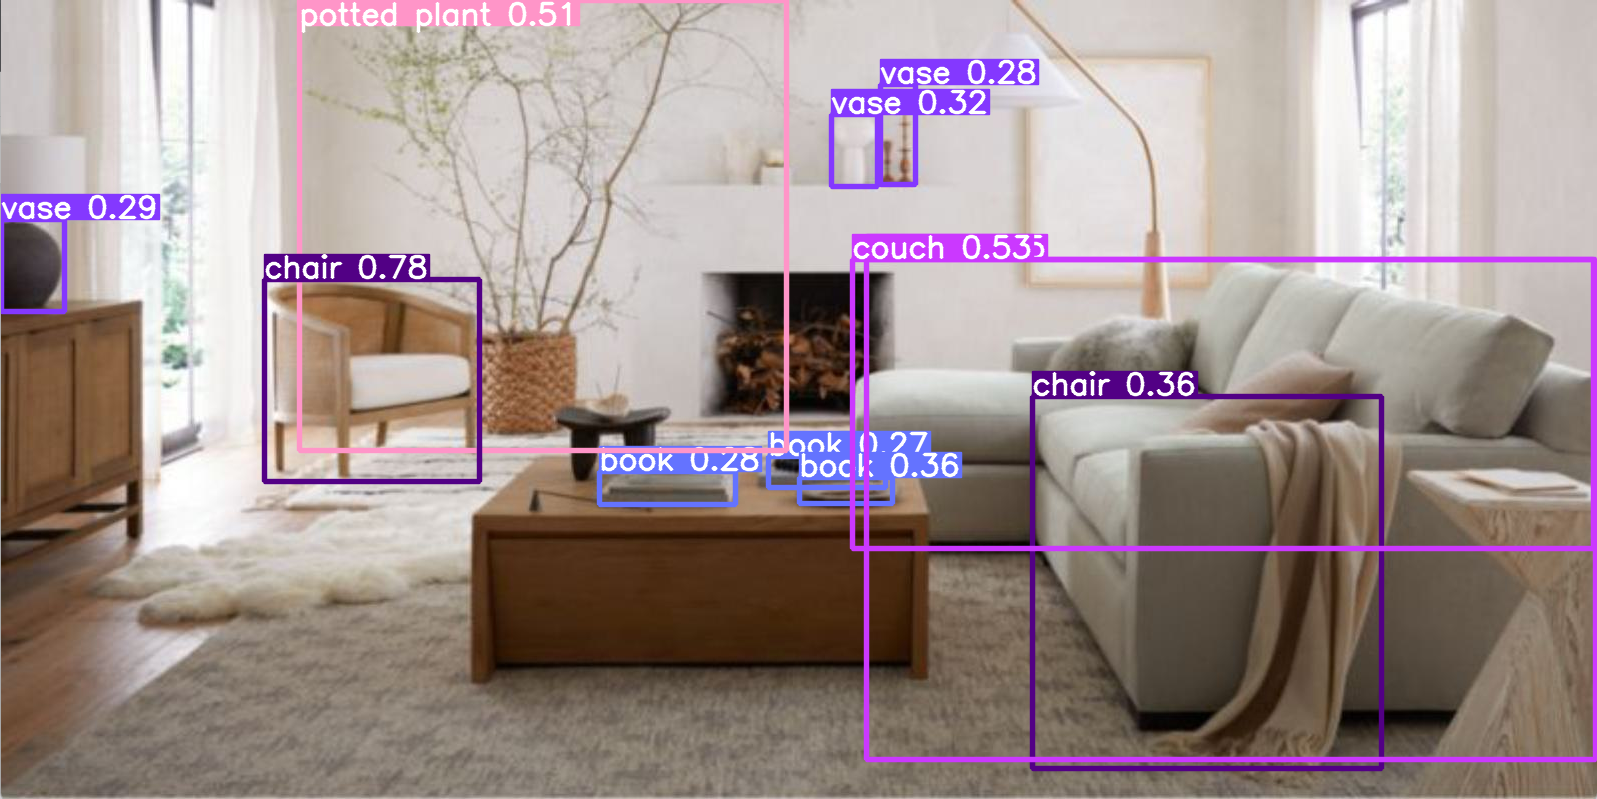 potted plant 0.51
vase 0.28
vase 0.32
vase 0.29
couch 0.53
chair 0.78
chair 0.36
book 0.27
book 0.28
book 0.36